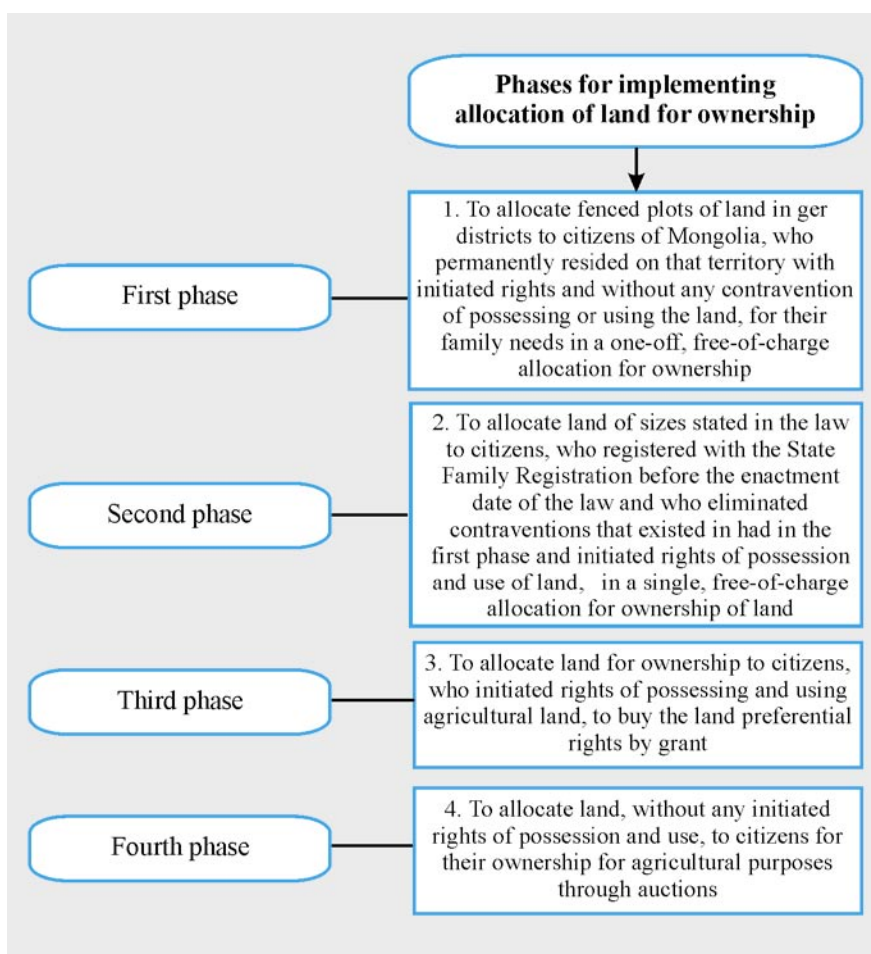 Phases for implementing
allocation of land for ownership
First phase
1. To allocate fenced plots of land in ger
districts to citizens of Mongolia, who
permanently resided on that territory with
initiated rights and without any contravention
of possessing or using the land, for their
family needs in a one-off, free-of-charge
allocation for ownership
Second phase
2. To allocate land of sizes stated in the law
to citizens, who registered with the State
Family Registration before the enactment
date of the law and who eliminated
contraventions that existed in had in the
first phase and initiated rights of possession
and use of land, in a single, free-of-charge
allocation for ownership of land
Third phase
3. To allocate land for ownership to citizens,
who initiated rights of possessing and using
agricultural land, to buy the land preferential
rights by grant
Fourth phase
4. To allocate land, without any initiated
rights of possession and use, to citizens for
their ownership for agricultural purposes
through auctions